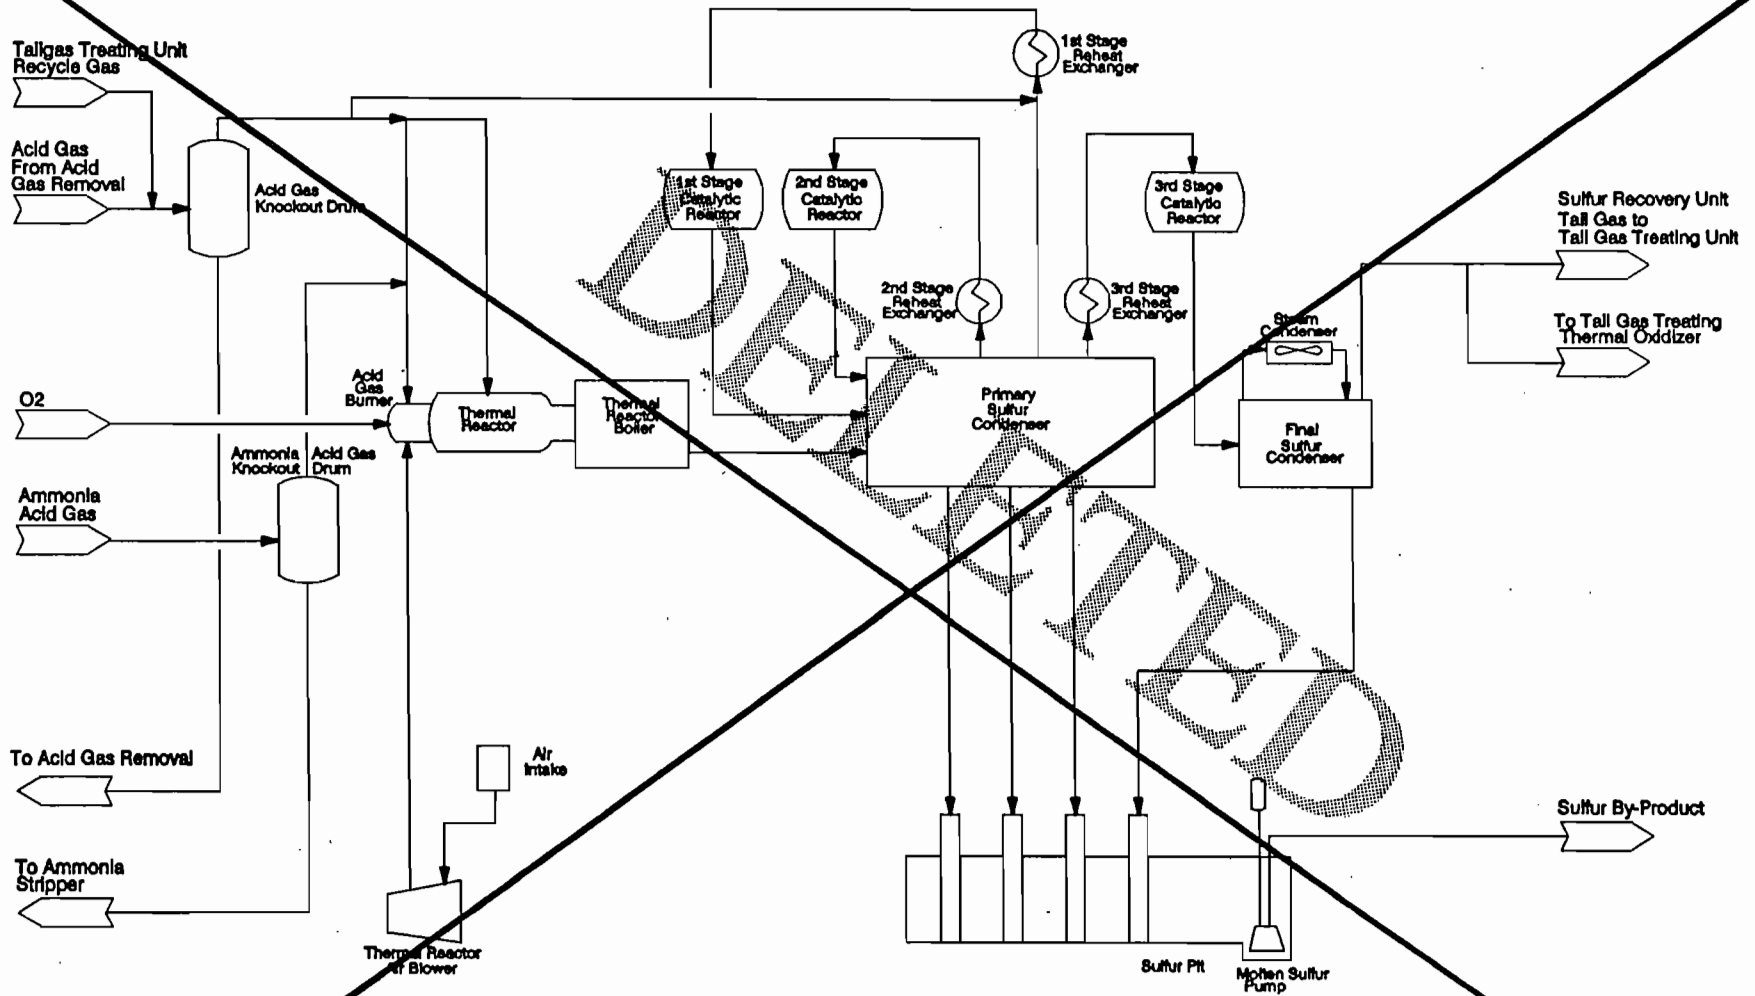 Tailgas Treating Unit
Recycle Gas
1st Stage
Reheat
Exchanger
Acid Gas
From Acid
Gas Removal
Acid Gas
Knockout Drum
1st Stage
Catalytic
Reactor
2nd Stage
Catalytic
Reactor
3rd Stage
Catalytic
Reactor
Sulfur Recovery Unit
Tail Gas to
Tail Gas Treating Unit
2nd Stage
Reheat
Exchanger
3rd Stage
Reheat
Exchanger
Steam
Condenser
To Tail Gas Treating
Thermal Oxidizer
O2
Acid
Gas
Burner
Thermal
Reactor
Thermal
Reactor
Boiler
Primary
Sulfur
Condenser
Final
Sulfur
Condenser
Ammonia Acid Gas
Knockout Drum
Ammonia
Acid Gas
DELETED
To Acid Gas Removal
Air
Intake
Sulfur By-Product
To Ammonia
Stripper
Thermal Reactor
Air Blower
Sulfur Pit
Molten Sulfur
Pump